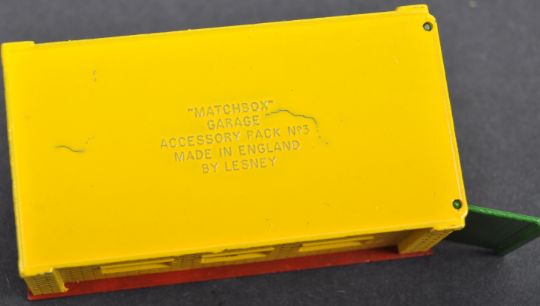 "MATCHBOX"
GARAGE
ACCESSORY PACK Nº3
MADE IN ENGLAND
BY LESNEY